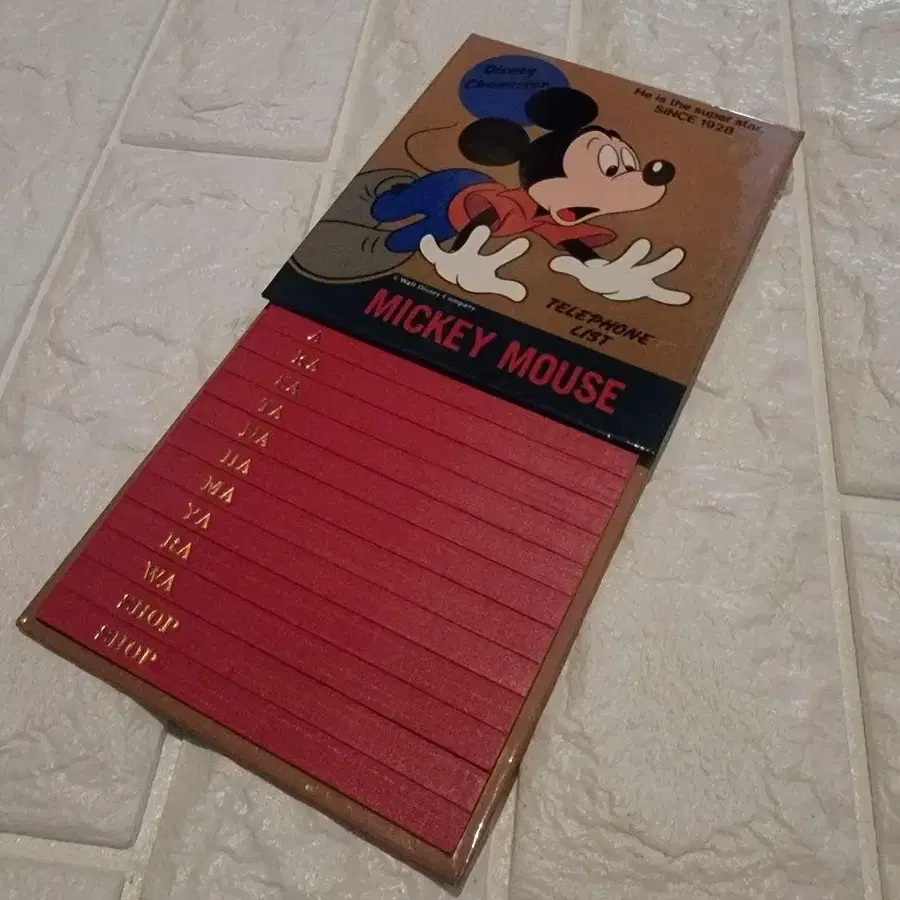 Disney
Character
He is the super star.
SINCE 1928
© Walt Disney Company
TELEPHONE
LIST
MICKEY MOUSE
A
KA
SA
TA
NA
HA
MA
YA
RA
WA
SHOP
SHOP